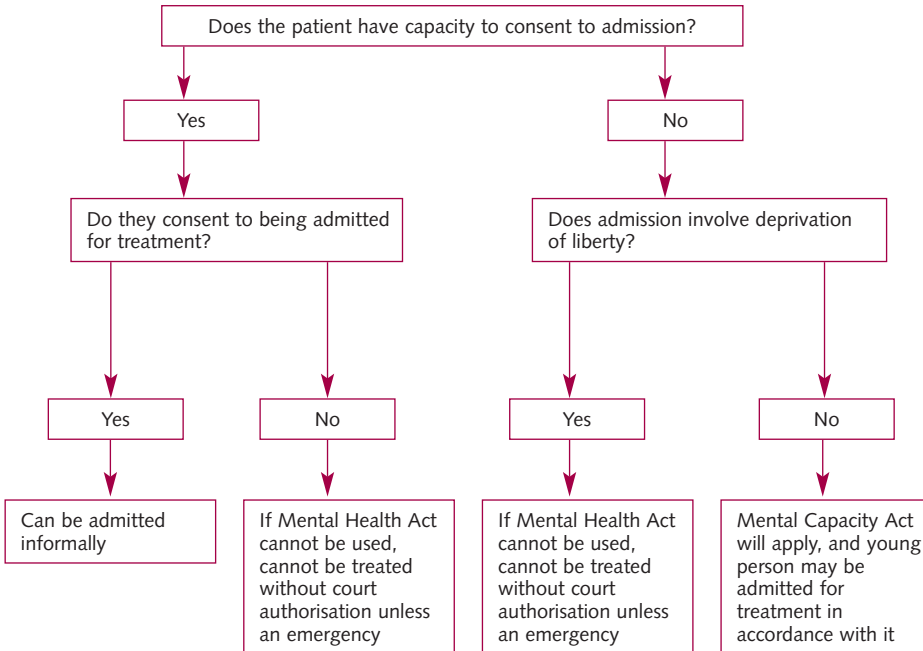 Does the patient have capacity to consent to admission?
Yes
No
Do they consent to being admitted
for treatment?
Does admission involve deprivation
of liberty?
Yes
No
Yes
No
Can be admitted
informally
If Mental Health Act
cannot be used,
cannot be treated
without court
authorisation unless
an emergency
If Mental Health Act
cannot be used,
cannot be treated
without court
authorisation unless
an emergency
Mental Capacity Act
will apply, and young
person may be
admitted for
treatment in
accordance with it